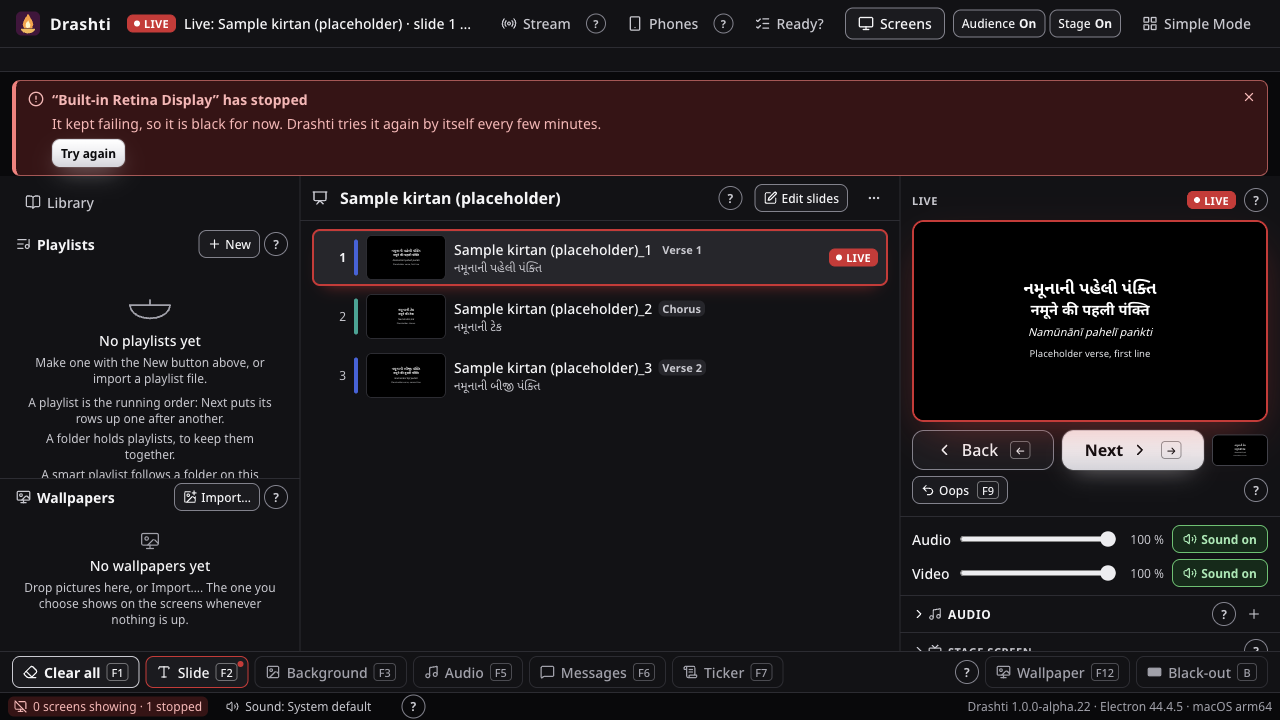 Drashti
LIVE
Live: Sample kirtan (placeholder) · slide 1 ...
Stream
?
Phones
?
Ready?
Screens
Audience On
Stage On
Simple Mode
“Built-in Retina Display” has stopped
It kept failing, so it is black for now. Drashti tries it again by itself every few minutes.
Try again
Library
Playlists
New
?
No playlists yet
Make one with the New button above, or
import a playlist file.
A playlist is the running order: Next puts its
rows up one after another.
A folder holds playlists, to keep them
together.
A smart playlist follows a folder on this
Wallpapers
Import...
?
No wallpapers yet
Drop pictures here, or Import.... The one you
choose shows on the screens whenever
nothing is up.
Sample kirtan (placeholder)
?
Edit slides
1
Sample kirtan (placeholder)_1 Verse 1
નમૂનાની પહેલી પંક્તિ
LIVE
2
Sample kirtan (placeholder)_2 Chorus
નમૂનાની ટેક
3
Sample kirtan (placeholder)_3 Verse 2
નમૂનાની બીજી પંક્તિ
LIVE
LIVE
?
નમૂનાની પહેલી પંક્તિ
नमूने की पहली पंक्ति
Namūnānī pahelī paṅkti
Placeholder verse, first line
Back ←
Next →
Oops F9
?
Audio 100 % Sound on
Video 100 % Sound on
AUDIO
?
STAGE SCREEN
?
Clear all F1
Slide F2
Background F3
Audio F5
Messages F6
Ticker F7
?
Wallpaper F12
Black-out B
0 screens showing · 1 stopped
Sound: System default
?
Drashti 1.0.0-alpha.22 · Electron 44.4.5 · macOS arm64